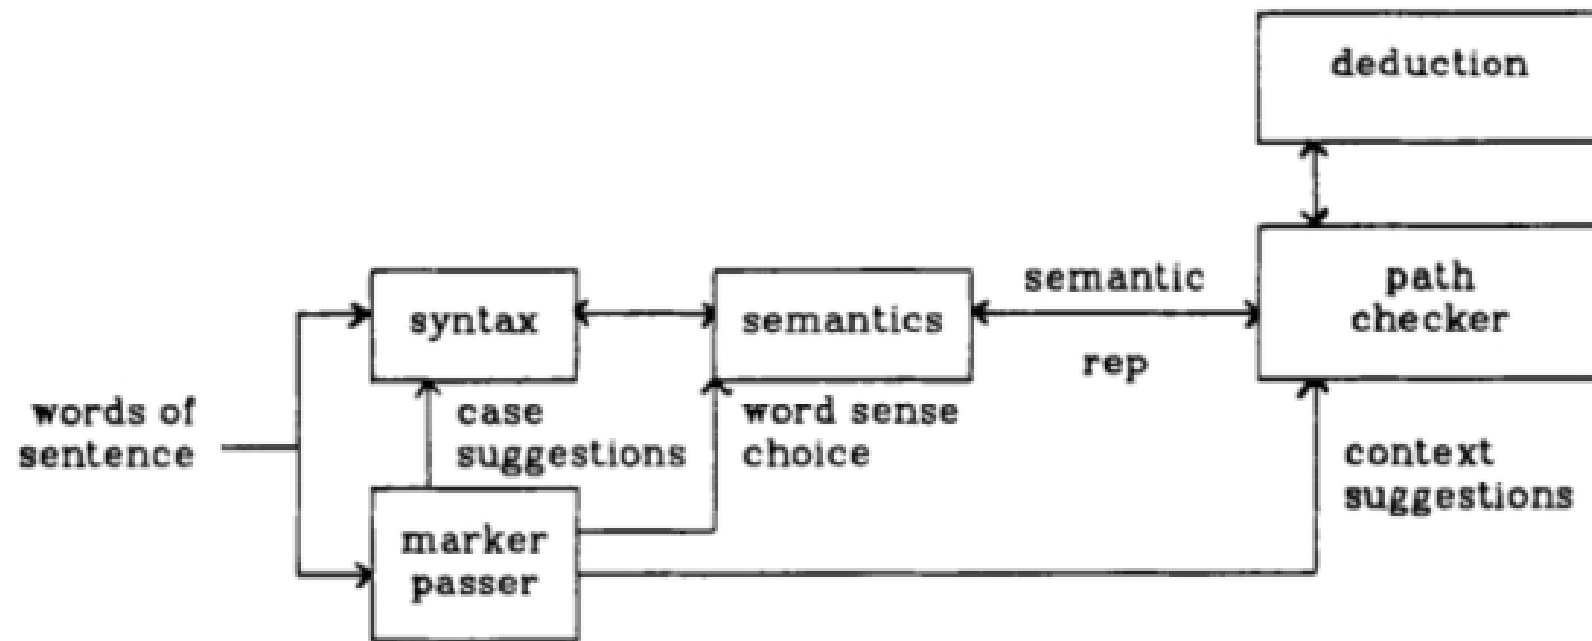 deduction
path
checker
semantic
rep
syntax
semantics
words of
sentence
case
suggestions
word sense
choice
context
suggestions
marker
passer